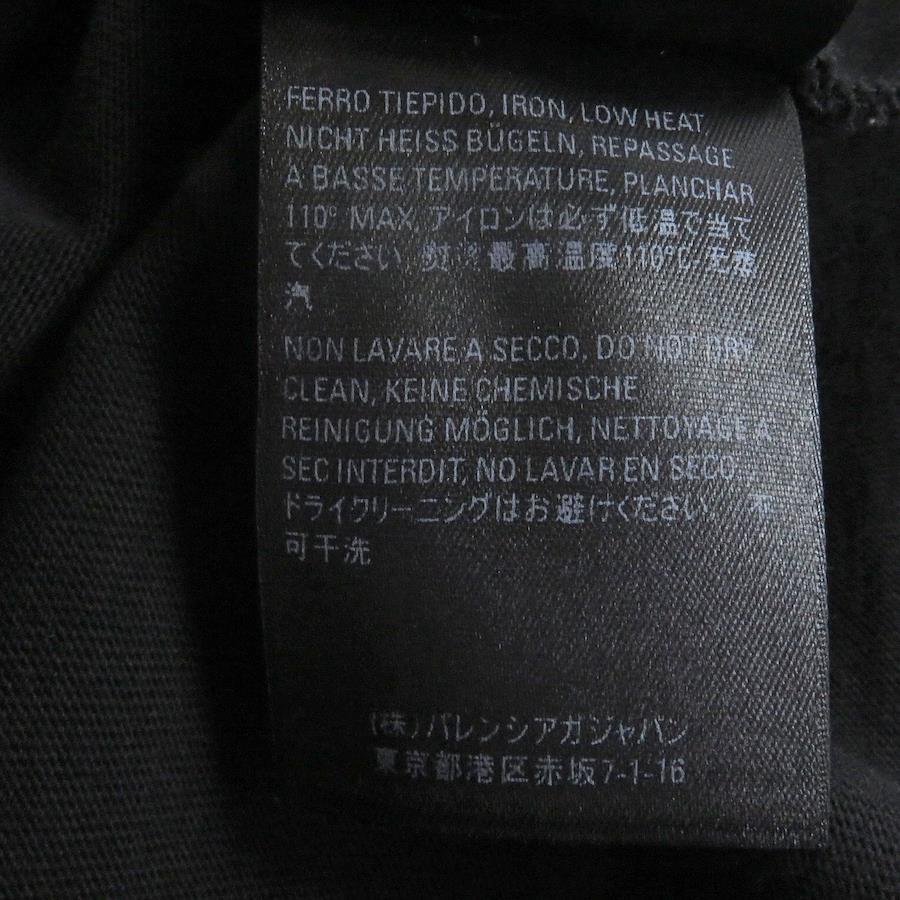 FERRO TIEPIDO, IRON, LOW HEAT,
NICHT HEISS BÜGELN, REPASSAGE
A BASSE TEMPERATURE, PLANCHAR
110° MAX, アイロンは必ず低温で当て
てください 熨 最高温度110℃-无蒸
汽
NON LAVARE A SECCO, DO NOT DRY
CLEAN, KEINE CHEMISCHE
REINIGUNG MÖGLICH, NETTOYAGE A
SEC INTERDIT, NO LAVAR EN SECO
ドライクリーニングはお避けください 不
可干洗
(株)バレンシアガジャパン
東京都港区赤坂7-1-16